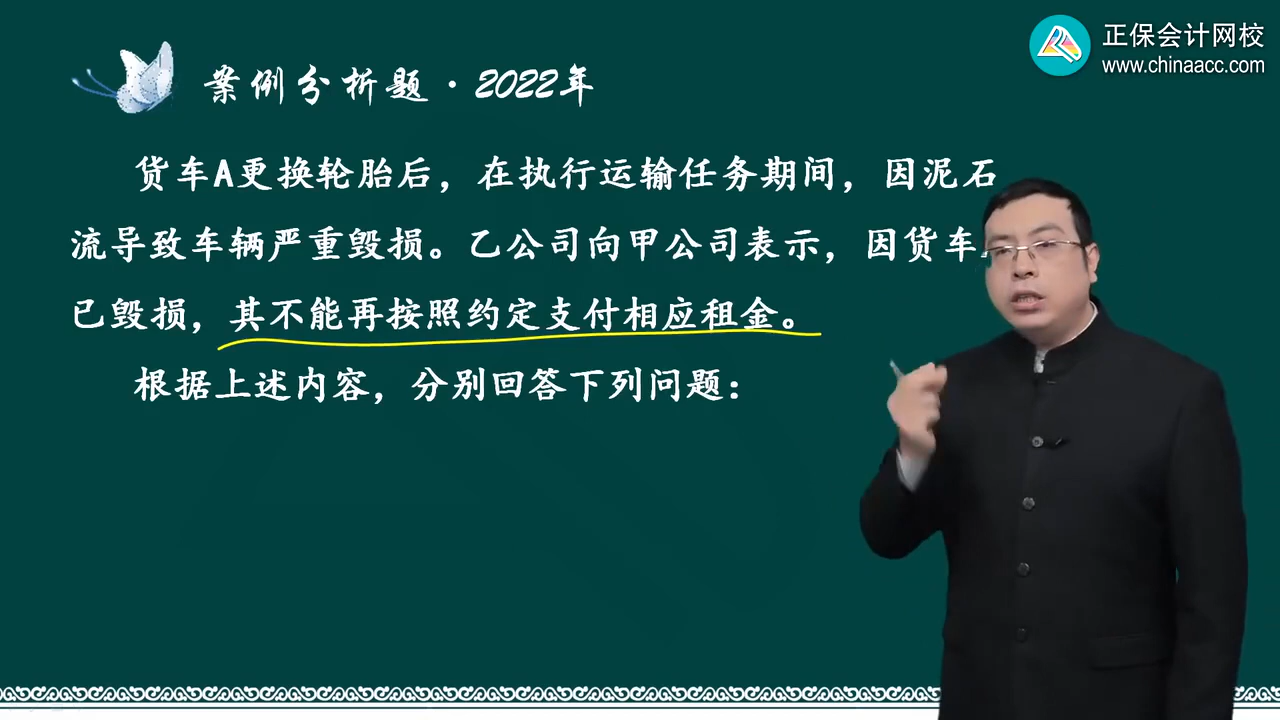 正保会计网校
www.chinaacc.com
案例分析题·2022年
货车A更换轮胎后，在执行运输任务期间，因泥石
流导致车辆严重毁损。乙公司向甲公司表示，因货车
已毁损，其不能再按照约定支付相应租金。
根据上述内容，分别回答下列问题：